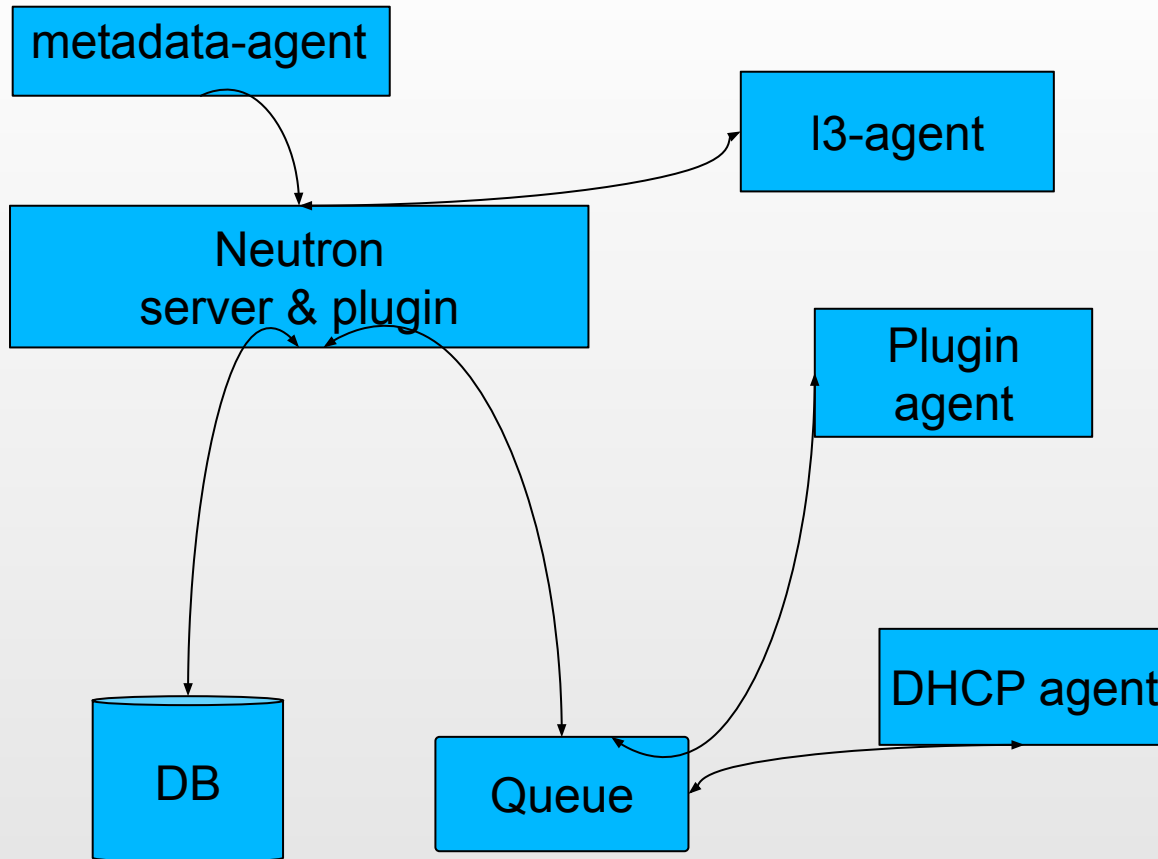 metadata-agent
l3-agent
Neutron
server & plugin
Plugin
agent
DHCP agent
DB
Queue